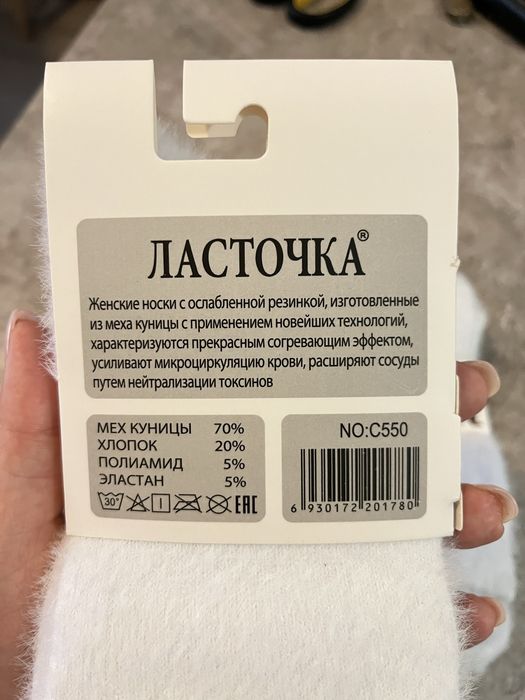 ЛАСТОЧКА®
Женские носки с ослабленной резинкой, изготовленные
из меха куницы с применением новейших технологий,
характеризуются прекрасным согревающим эффектом,
усиливают микроциркуляцию крови, расширяют сосуды
путем нейтрализации токсинов
МЕХ КУНИЦЫ 70%
ХЛОПОК 20%
ПОЛИАМИД 5%
ЭЛАСТАН 5%
30° EAC
NO:C550
6 930172 201780